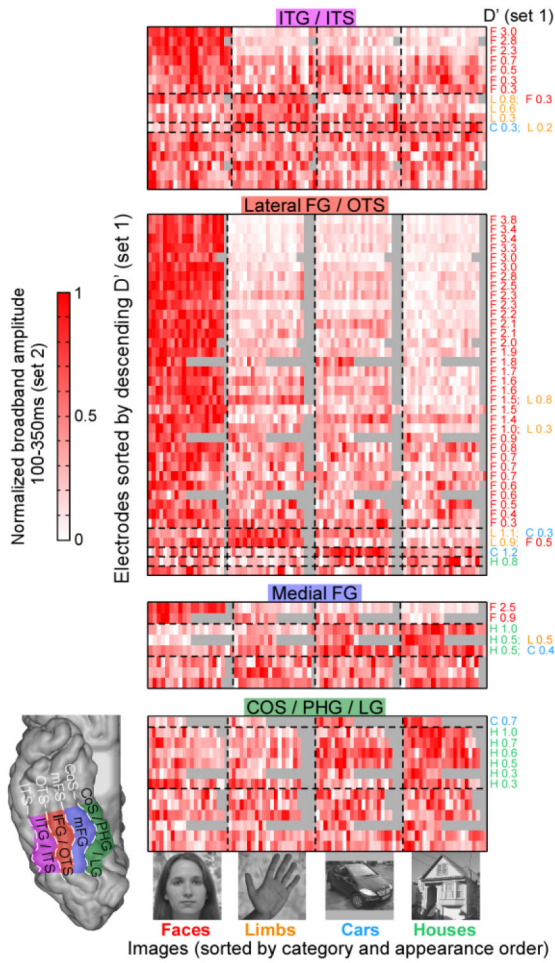 ITG / ITS
D' (set 1)
F 3.0
F 2.8
F 2.3
F 0.7
F 0.5
F 0.3
F 0.3
L 0.8; F 0.3
L 0.6
L 0.3
C 0.3; L 0.2
Lateral FG / OTS
F 3.8
F 3.4
F 3.4
F 3.3
F 3.0
F 3.0
F 2.8
F 2.5
F 2.3
F 2.2
F 2.2
F 2.1
F 2.1
F 2.0
F 1.9
F 1.8
F 1.7
F 1.6
F 1.6
F 1.5; L 0.8
F 1.5
F 1.4
F 1.0; L 0.3
F 0.9
F 0.8
F 0.7
F 0.7
F 0.7
F 0.6
F 0.6
F 0.5
F 0.4
F 0.3
L 1.1; C 0.3
L 0.9; F 0.5
C 1.2
H 0.8
Normalized broadband amplitude
100-350ms (set 2)
1
0.5
0
Electrodes sorted by descending D' (set 1)
Medial FG
F 2.5
F 0.9
H 1.0
H 0.5; L 0.5
H 0.5; C 0.4
COS / PHG / LG
C 0.7
H 1.0
H 0.7
H 0.6
H 0.5
H 0.3
H 0.3
ITS
OTS
mFS
CoS
ITG / ITS
lFG / OTS
mFG
CoS / PHG / LG
Faces
Limbs
Cars
Houses
Images (sorted by category and appearance order)